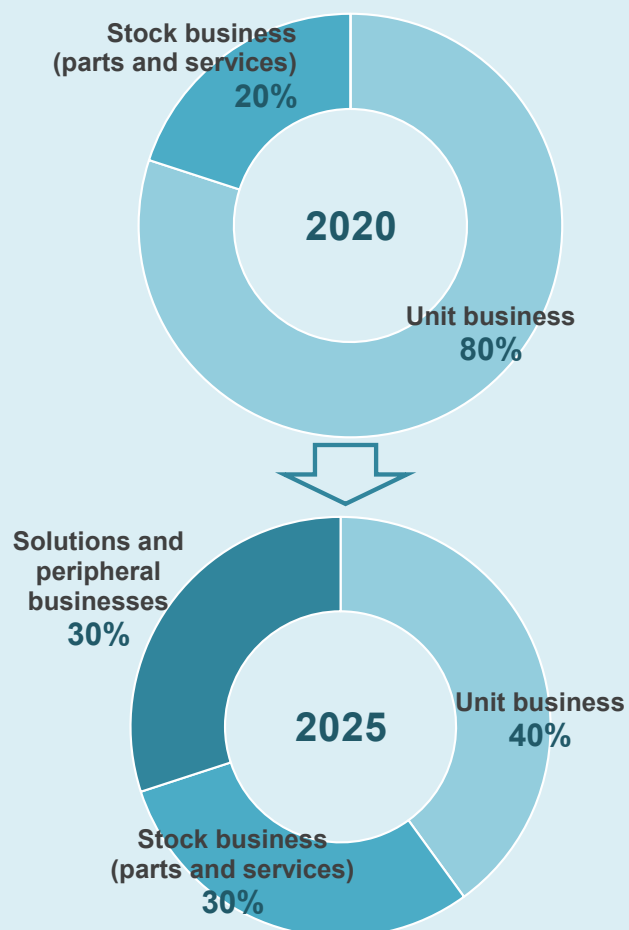 Stock business
(parts and services)
20%
2020
Unit business
80%
Solutions and
peripheral
businesses
30%
2025
Unit business
40%
Stock business
(parts and services)
30%